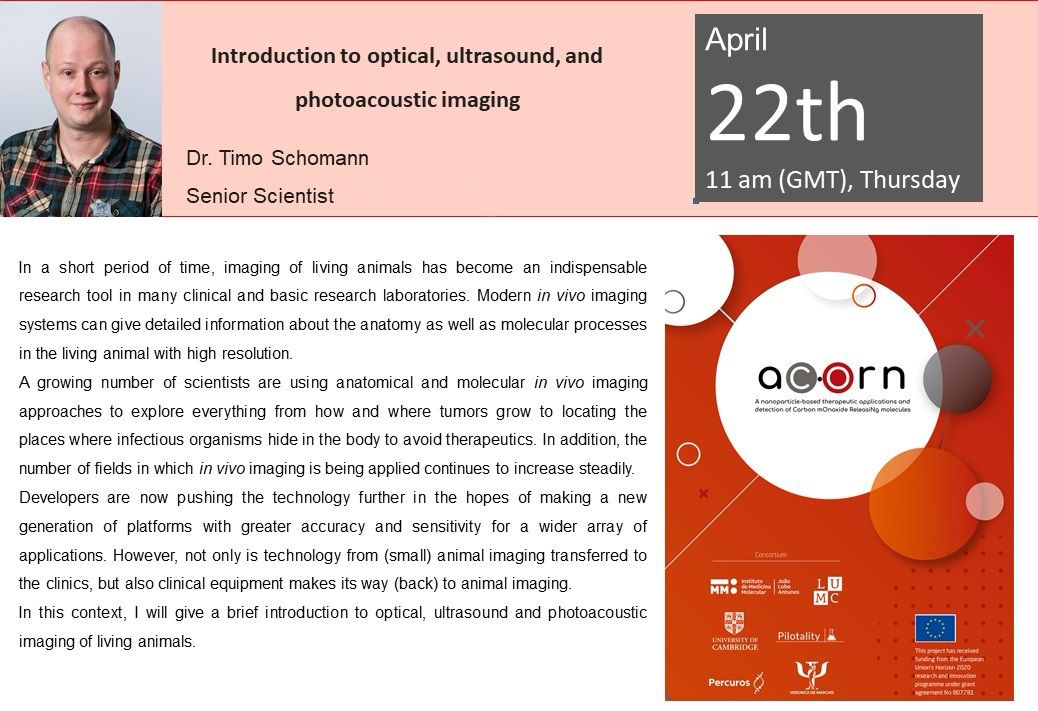 Introduction to optical, ultrasound, and
photoacoustic imaging
Dr. Timo Schomann
Senior Scientist
April
22th
11 am (GMT), Thursday
In a short period of time, imaging of living animals has become an indispensable
research tool in many clinical and basic research laboratories. Modern in vivo imaging
systems can give detailed information about the anatomy as well as molecular processes
in the living animal with high resolution.
A growing number of scientists are using anatomical and molecular in vivo imaging
approaches to explore everything from how and where tumors grow to locating the
places where infectious organisms hide in the body to avoid therapeutics. In addition, the
number of fields in which in vivo imaging is being applied continues to increase steadily.
Developers are now pushing the technology further in the hopes of making a new
generation of platforms with greater accuracy and sensitivity for a wider array of
applications. However, not only is technology from (small) animal imaging transferred to
the clinics, but also clinical equipment makes its way (back) to animal imaging.
In this context, I will give a brief introduction to optical, ultrasound and photoacoustic
imaging of living animals.
acorn
A nanoparticle-based therapeutic applications and
detection of Carbon mOnoxide ReleasiNg molecules
Consortium
iMM
Instituto
de Medicina
Molecular
João
Lobo
Antunes
LU
MC
UNIVERSITY OF
CAMBRIDGE
Pilotality
Percuros
VERONICA DE MARCHIS
This project has received
funding from the European
Union's Horizon 2020
research and innovation
programme under grant
agreement No 807281